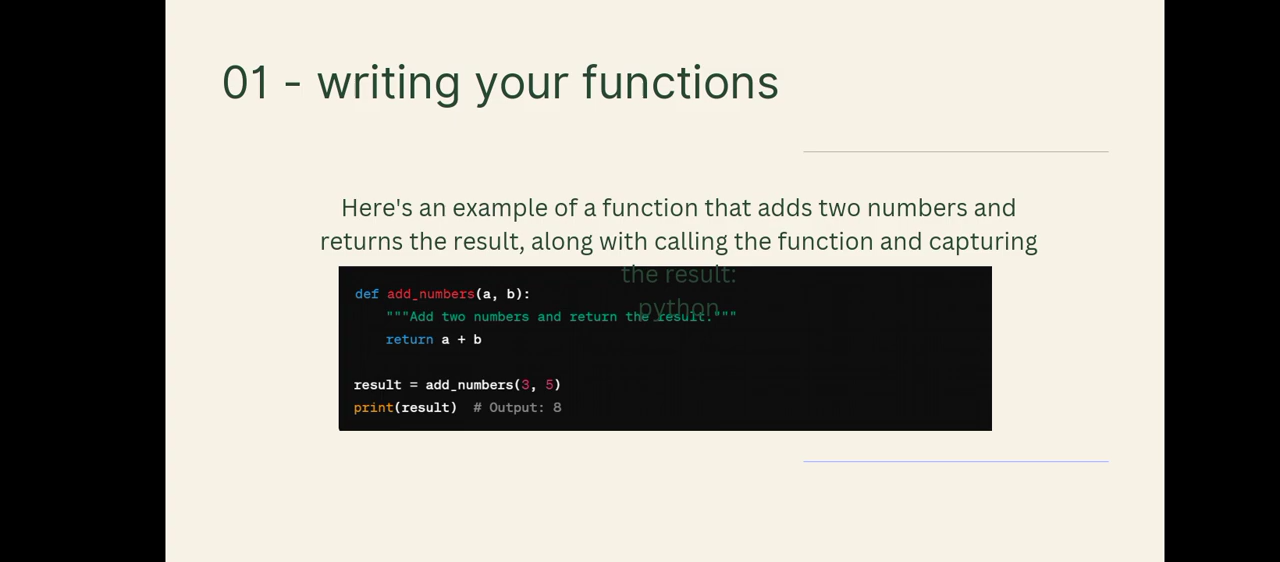 01 - writing your functions
Here's an example of a function that adds two numbers and
returns the result, along with calling the function and capturing
the result:
python
def add_numbers(a, b):
    """Add two numbers and return the result."""
    return a + b
result = add_numbers(3, 5)
print(result)  # Output: 8